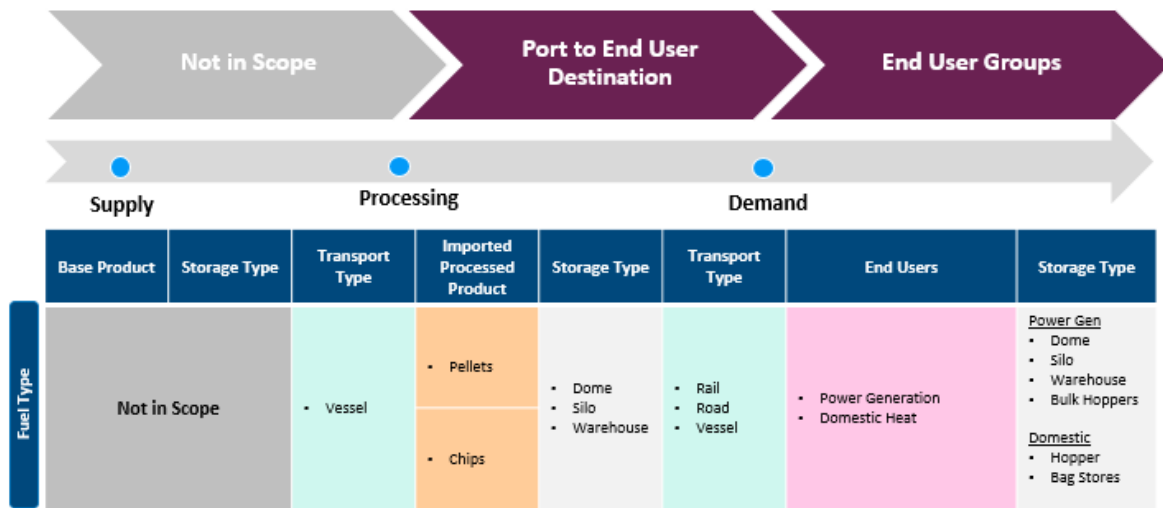 Not in Scope
Port to End User
Destination
End User Groups
Supply
Processing
Demand
Base Product
Storage Type
Transport
Type
Imported
Processed
Product
Storage Type
Transport
Type
End Users
Storage Type
Fuel Type
Not in Scope
▪ Vessel
▪ Pellets
▪ Chips
▪ Dome
▪ Silo
▪ Warehouse
▪ Rail
▪ Road
▪ Vessel
▪ Power Generation
▪ Domestic Heat
Power Gen
▪ Dome
▪ Silo
▪ Warehouse
▪ Bulk Hoppers
Domestic
▪ Hopper
▪ Bag Stores